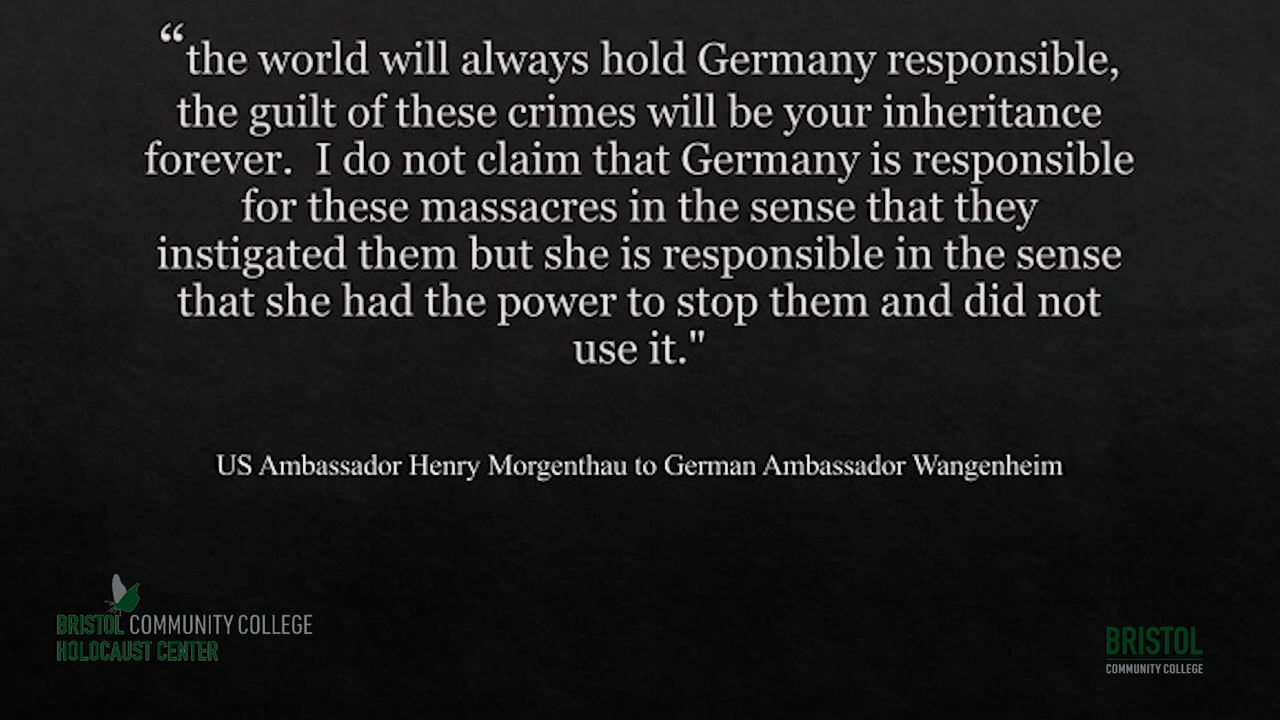 “the world will always hold Germany responsible,
the guilt of these crimes will be your inheritance
forever.  I do not claim that Germany is responsible
for these massacres in the sense that they
instigated them but she is responsible in the sense
that she had the power to stop them and did not
use it."
US Ambassador Henry Morgenthau to German Ambassador Wangenheim
BRISTOL COMMUNITY COLLEGE
HOLOCAUST CENTER
BRISTOL
COMMUNITY COLLEGE